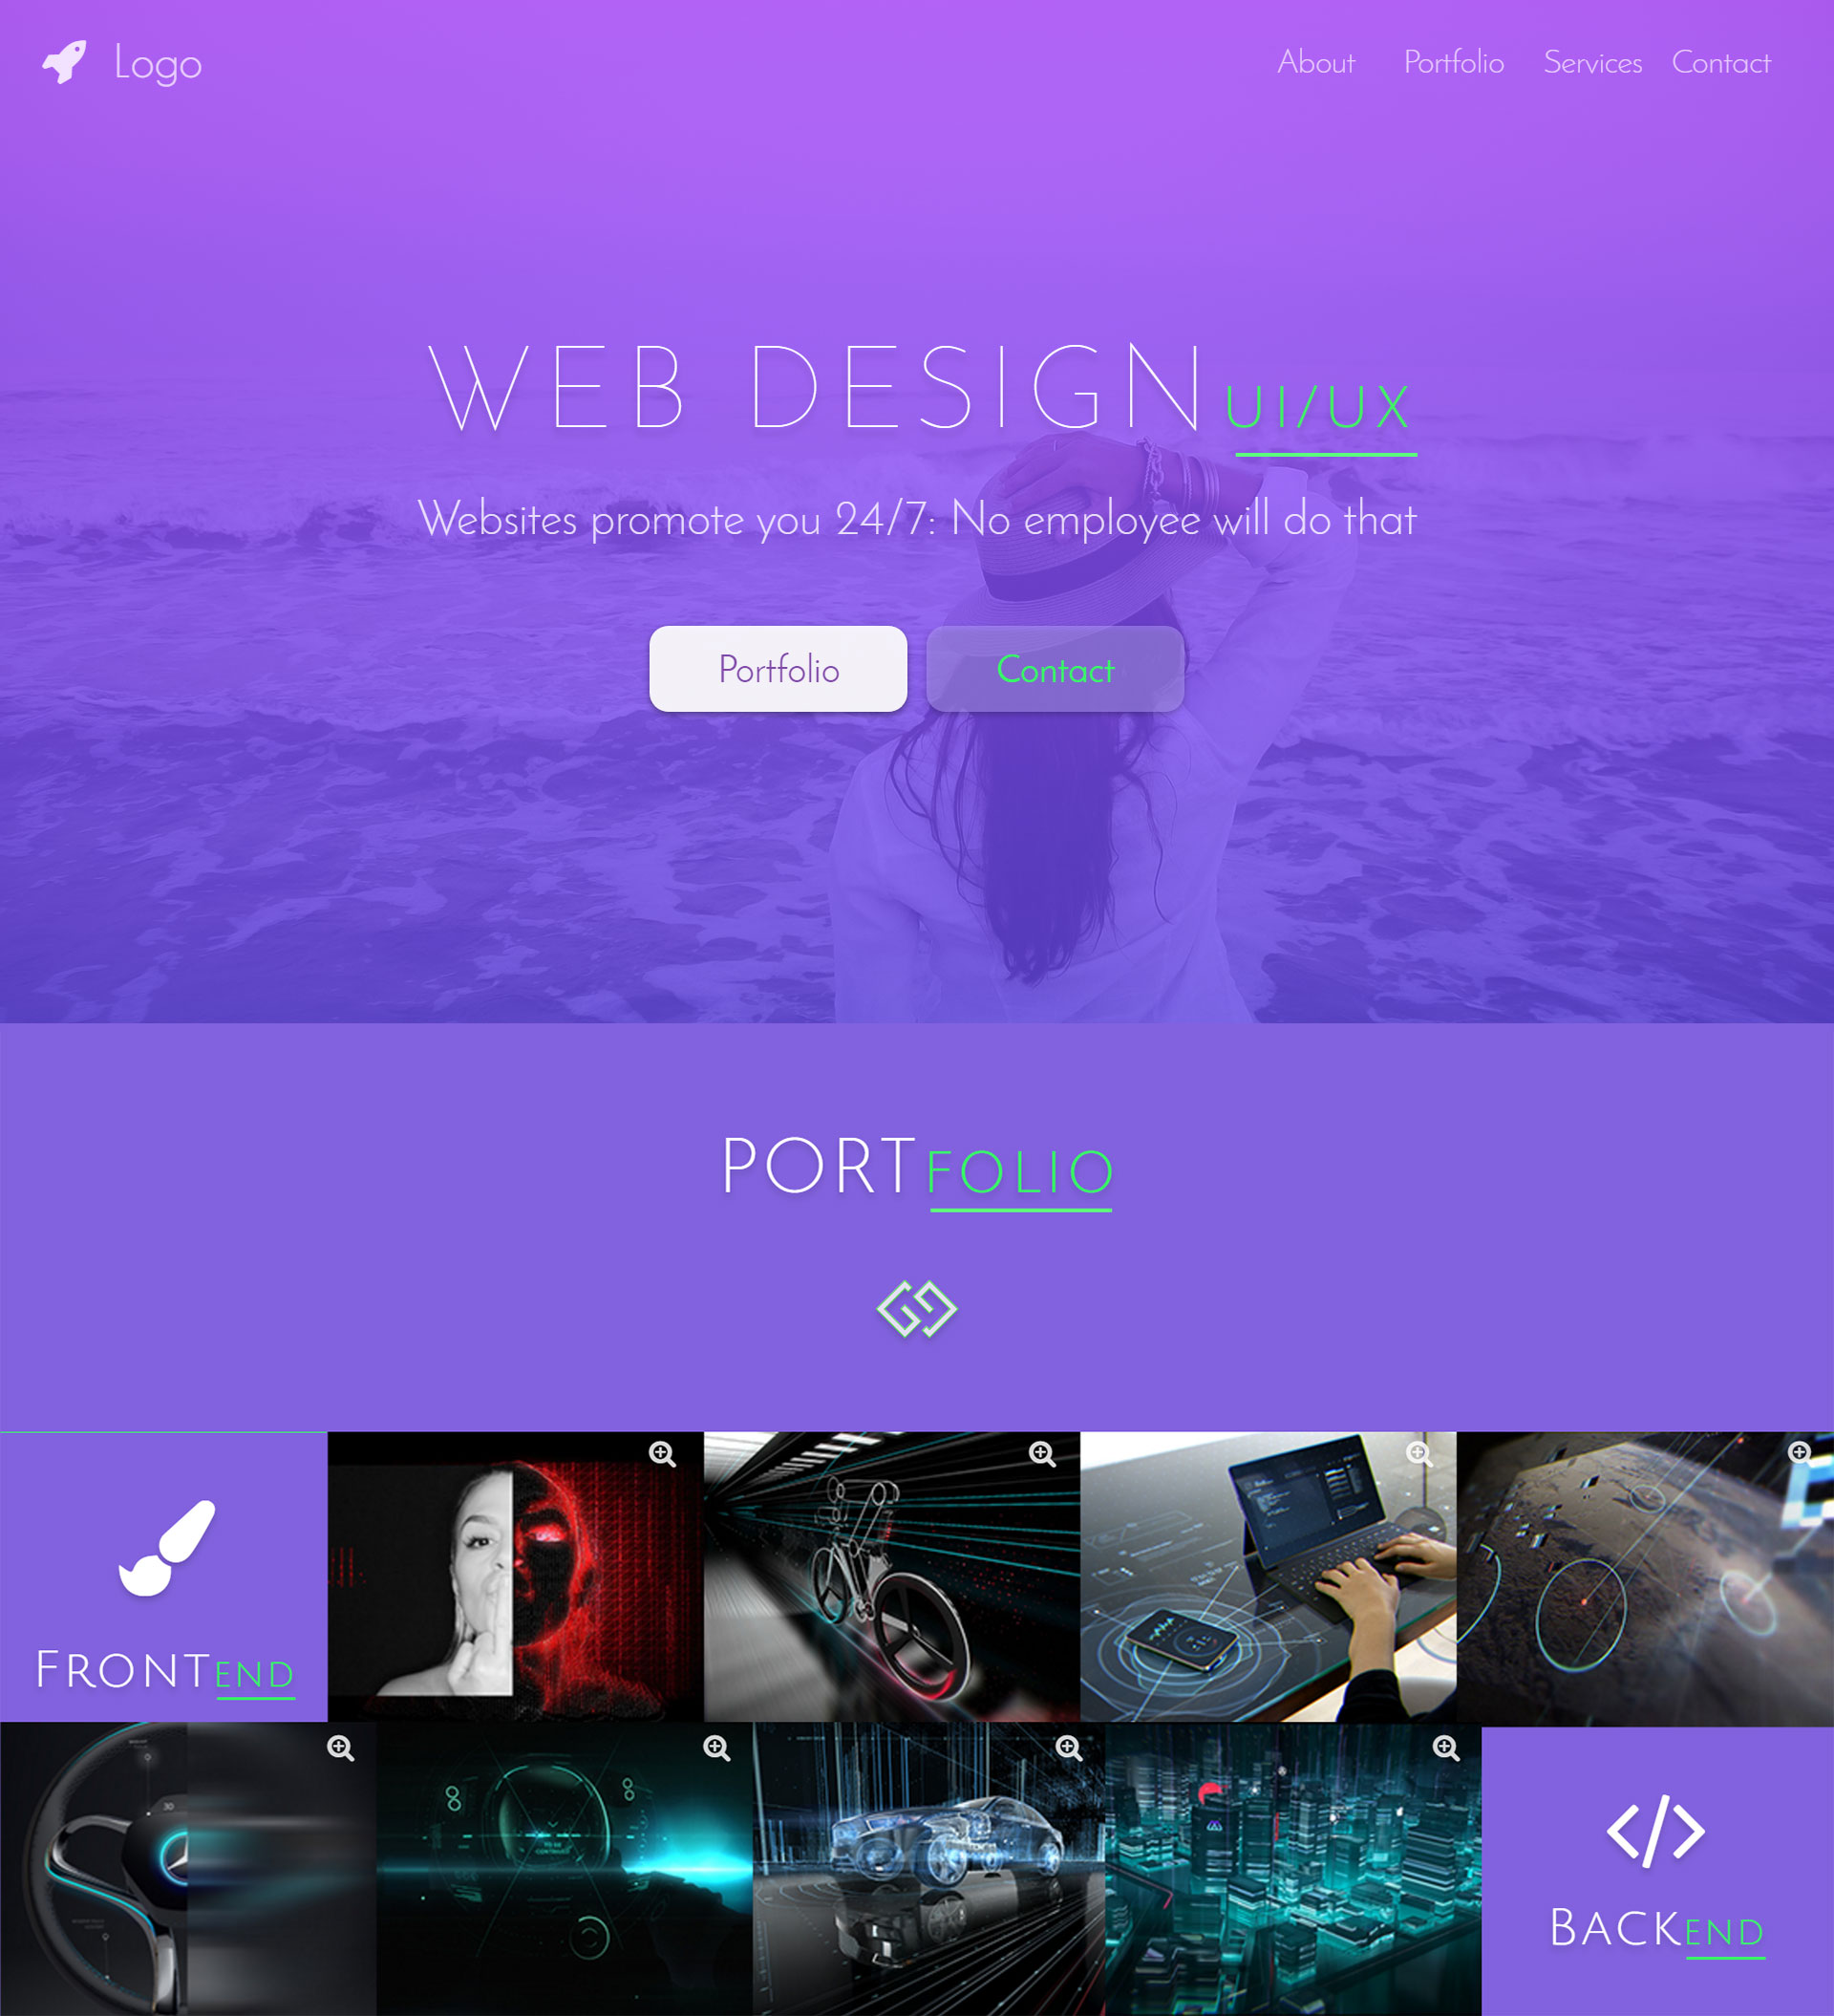 Logo
About Portfolio Services Contact
WEB DESIGN UI/UX
Websites promote you 24/7: No employee will do that
Portfolio Contact
PORTFOLIO
FRONTEND
30
BACKEND